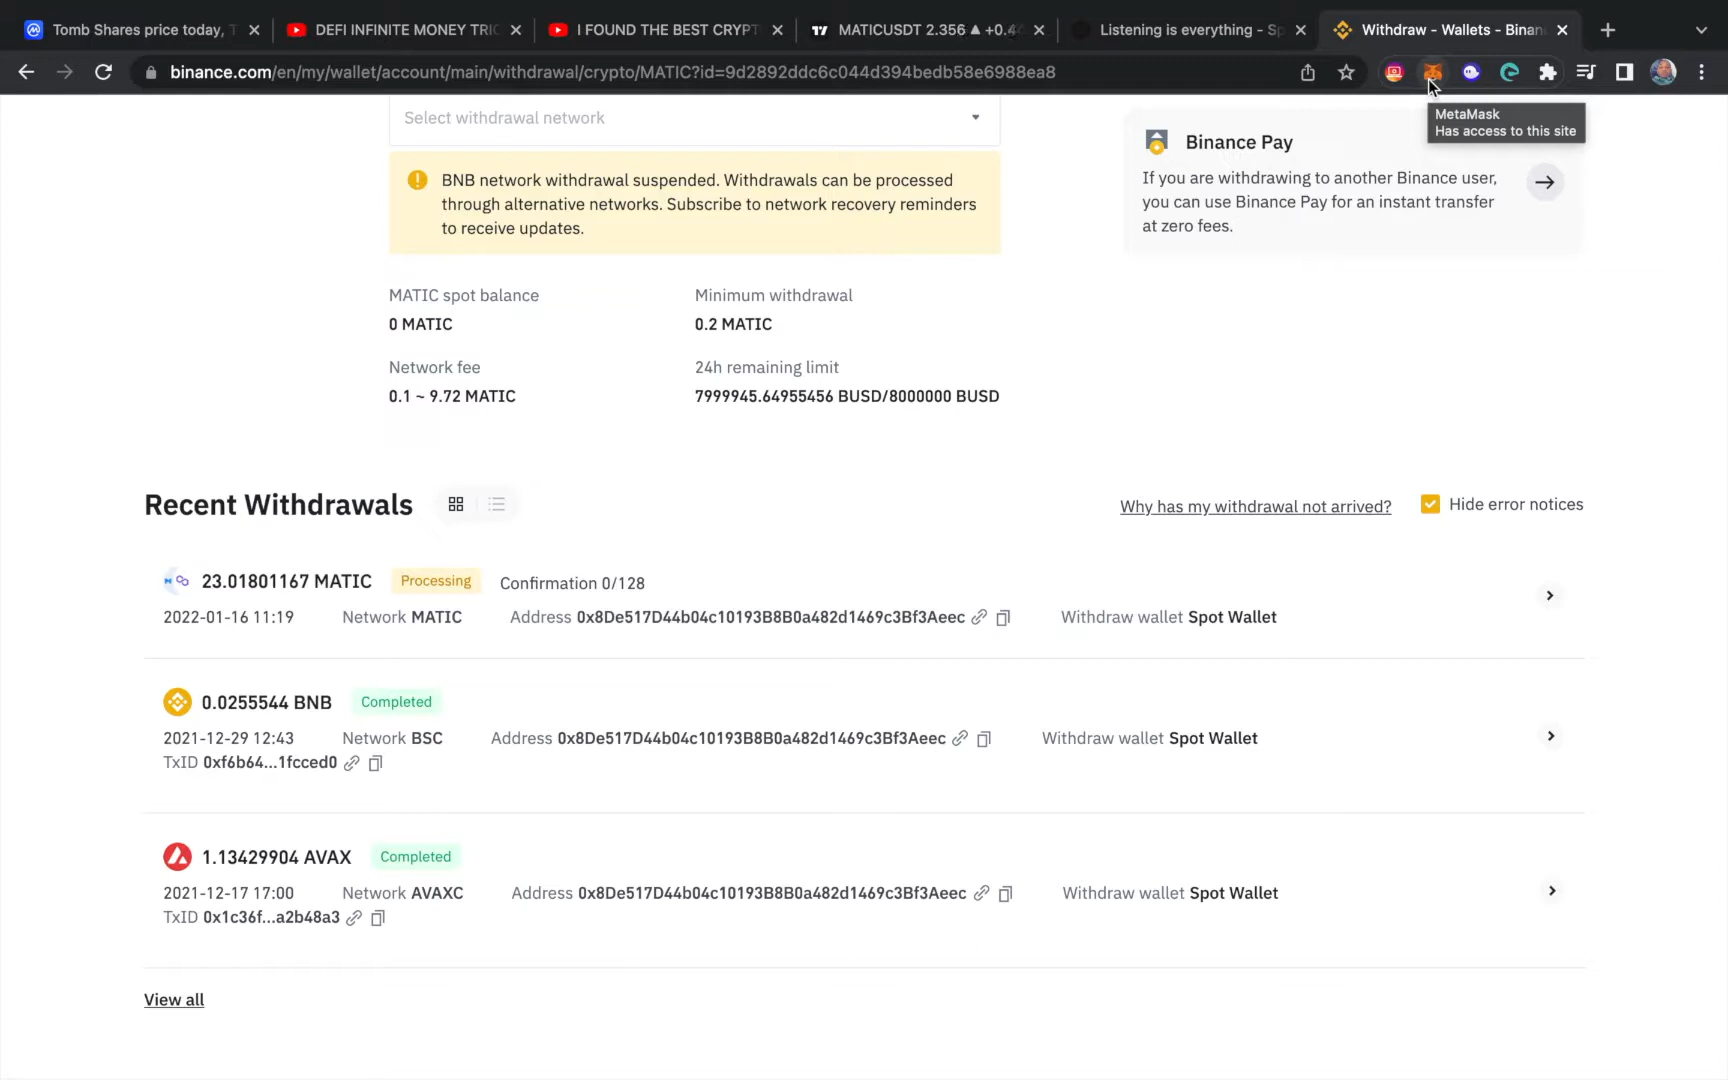 Tomb Shares price today, T
DEFI INFINITE MONEY TRIC
I FOUND THE BEST CRYPT
MATICUSDT 2.356 ▲ +0.4
Listening is everything - Sp
Withdraw - Wallets - Binan
binance.com/en/my/wallet/account/main/withdrawal/crypto/MATIC?id=9d2892ddc6c044d394bedb58e6988ea8
MetaMask
Has access to this site
Select withdrawal network
BNB network withdrawal suspended. Withdrawals can be processed
through alternative networks. Subscribe to network recovery reminders
to receive updates.
Binance Pay
If you are withdrawing to another Binance user,
you can use Binance Pay for an instant transfer
at zero fees.
MATIC spot balance
0 MATIC
Minimum withdrawal
0.2 MATIC
Network fee
0.1 ~ 9.72 MATIC
24h remaining limit
7999945.64955456 BUSD/8000000 BUSD
Recent Withdrawals
Why has my withdrawal not arrived?
Hide error notices
23.01801167 MATIC Processing Confirmation 0/128
2022-01-16 11:19 Network MATIC Address 0x8De517D44b04c10193B8B0a482d1469c3Bf3Aeec Withdraw wallet Spot Wallet
0.0255544 BNB Completed
2021-12-29 12:43 Network BSC Address 0x8De517D44b04c10193B8B0a482d1469c3Bf3Aeec Withdraw wallet Spot Wallet
TxID 0xf6b64...1fcced0
1.13429904 AVAX Completed
2021-12-17 17:00 Network AVAXC Address 0x8De517D44b04c10193B8B0a482d1469c3Bf3Aeec Withdraw wallet Spot Wallet
TxID 0x1c36f...a2b48a3
View all